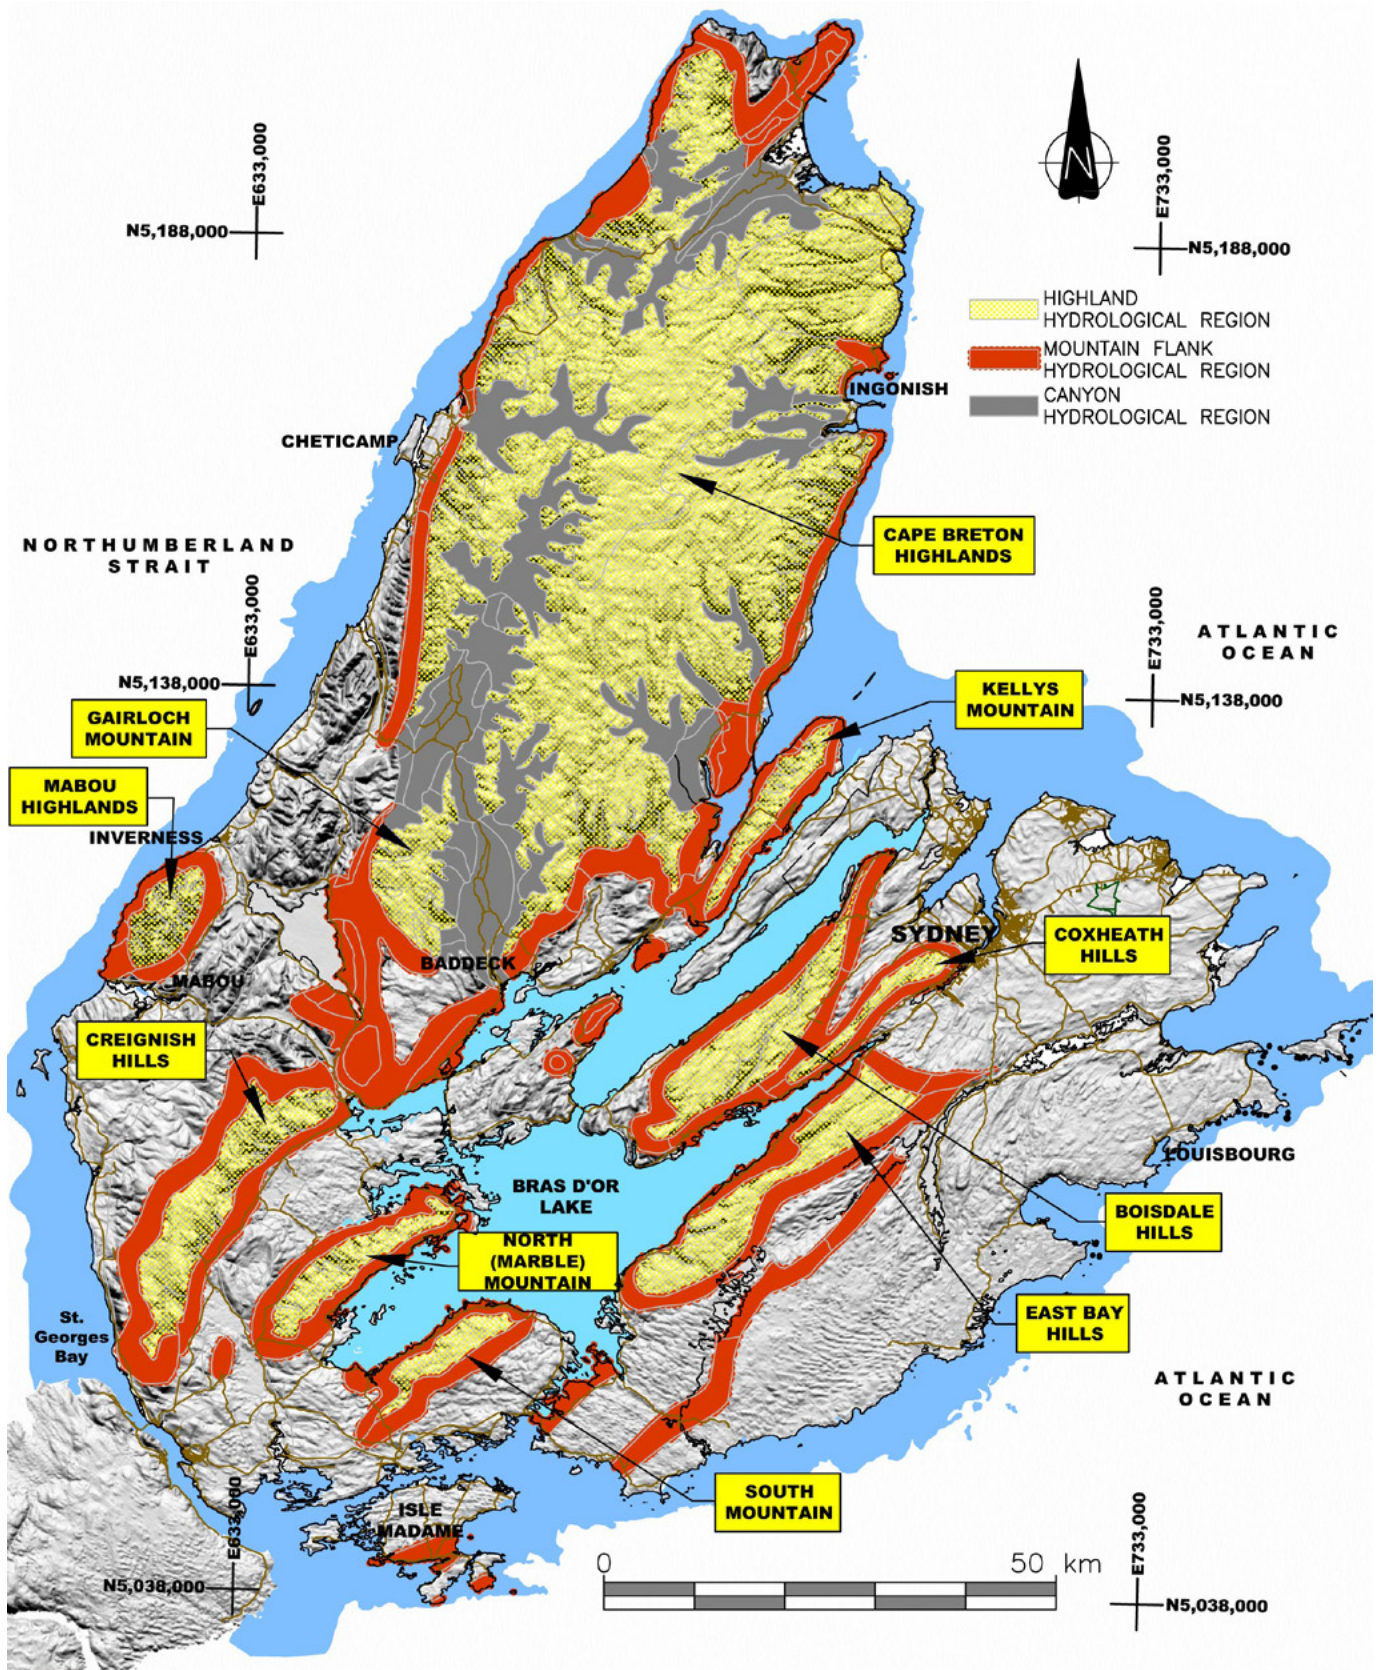 E633,000
N5,188,000
E733,000
N5,188,000
N
HIGHLAND
HYDROLOGICAL REGION
MOUNTAIN FLANK
HYDROLOGICAL REGION
CANYON
HYDROLOGICAL REGION
INGONISH
CHETICAMP
CAPE BRETON
HIGHLANDS
NORTHUMBERLAND
STRAIT
E633,000
N5,138,000
E733,000
N5,138,000
ATLANTIC
OCEAN
KELLYS
MOUNTAIN
GAIRLOCH
MOUNTAIN
MABOU
HIGHLANDS
INVERNESS
SYDNEY
COXHEATH
HILLS
BADDECK
MABOU
CREIGNISH
HILLS
LOUISBOURG
BRAS D'OR
LAKE
BOISDALE
HILLS
NORTH
(MARBLE)
MOUNTAIN
EAST BAY
HILLS
St.
Georges
Bay
ATLANTIC
OCEAN
SOUTH
MOUNTAIN
ISLE
MADAME
E633,000
N5,038,000
0 50 km
E733,000
N5,038,000